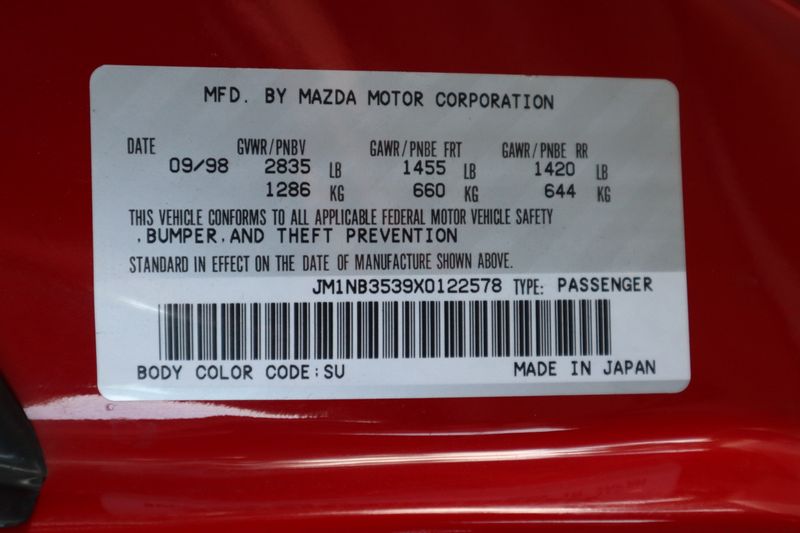 MFD. BY MAZDA MOTOR CORPORATION
DATE GVWR/PNBV GAWR/PNBE FRT GAWR/PNBE RR
09/98 2835 LB 1455 LB 1420 LB
1286 KG 660 KG 644 KG
THIS VEHICLE CONFORMS TO ALL APPLICABLE FEDERAL MOTOR VEHICLE SAFETY
,BUMPER,AND THEFT PREVENTION
STANDARD IN EFFECT ON THE DATE OF MANUFACTURE SHOWN ABOVE.
JM1NB3539X0122578 TYPE: PASSENGER
BODY COLOR CODE:SU MADE IN JAPAN